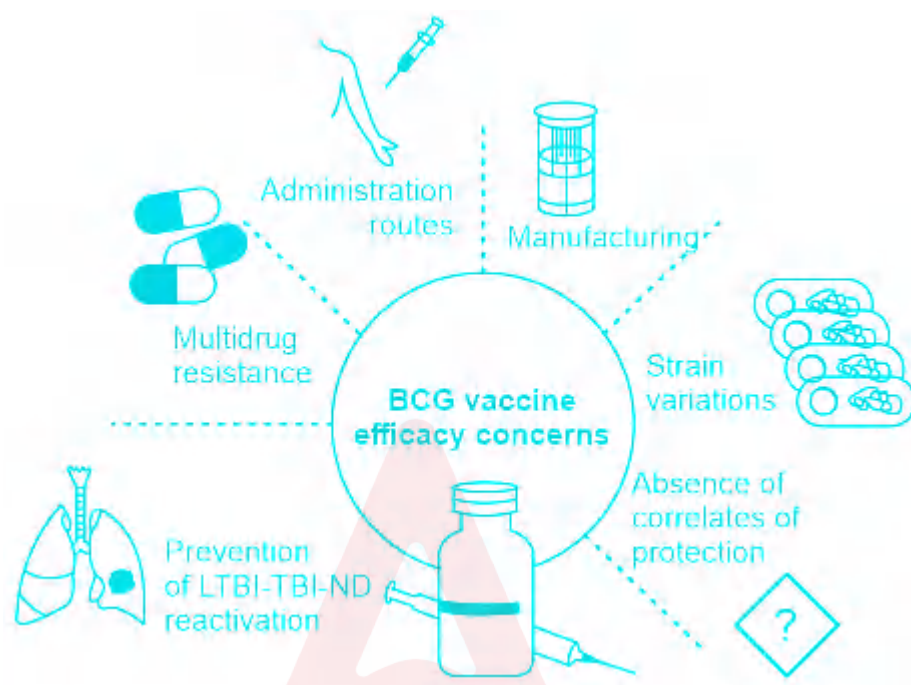 Administration
routes
Manufacturing
Multidrug
resistance
Strain
variations
BCG vaccine
efficacy concerns
Absence of
correlates of
protection
Prevention
of LTBI-TBI-ND
reactivation
?